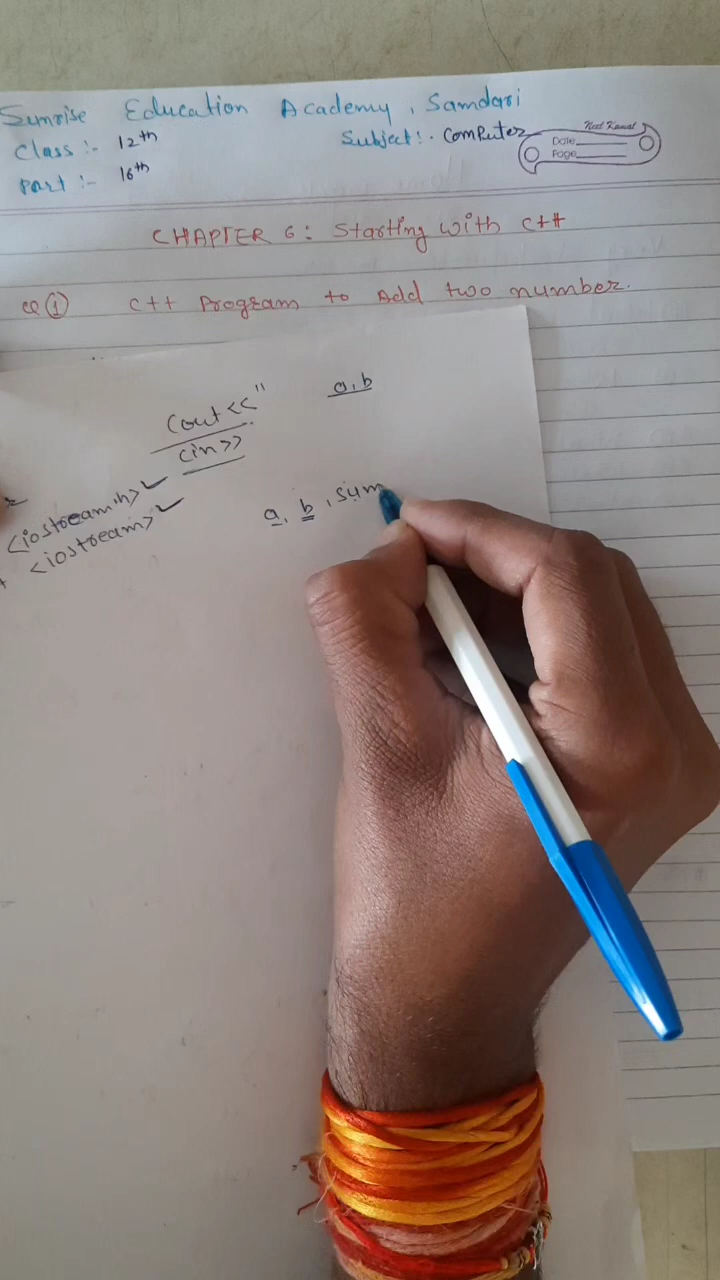 Sunrise Education Academy, Samdari
Class :- 12th
Subject :- Computer
Neel Kamal
Date
Page
Part :- 16th
CHAPTER 6: Starting with C++
① C++ Program to Add two number.
a,b
Cout<<"
Cin>>
<iostream.h>
<iostream>
a, b, sum